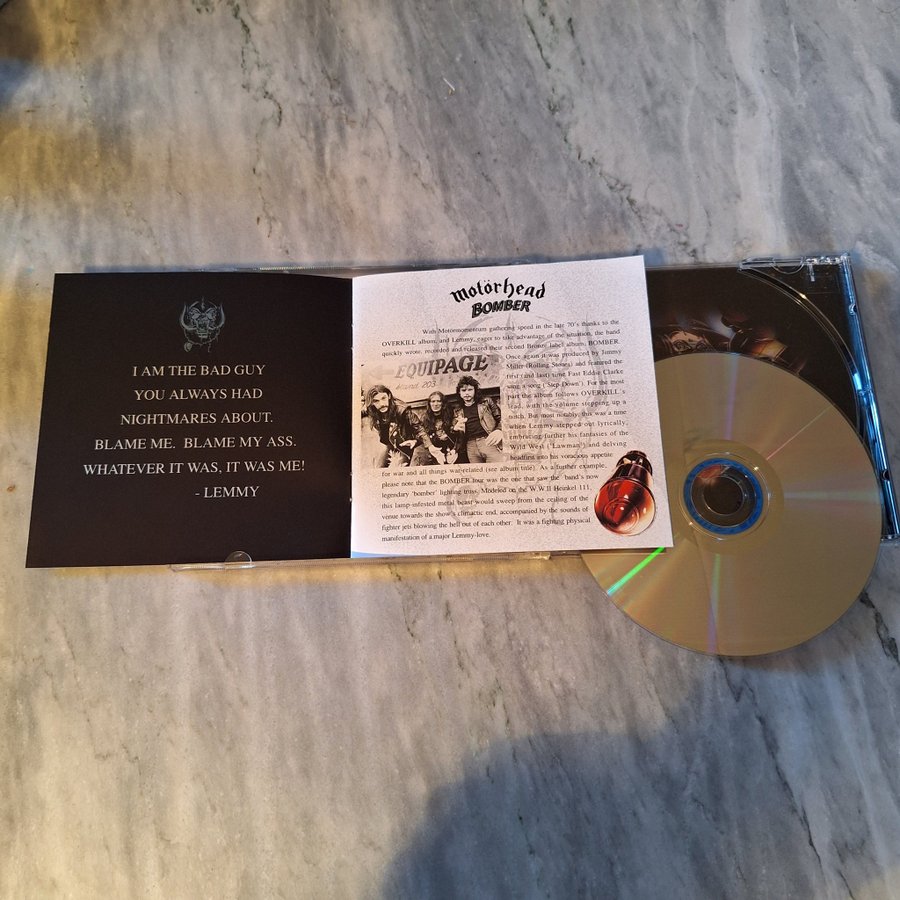 I AM THE BAD GUY
YOU ALWAYS HAD
NIGHTMARES ABOUT.
BLAME ME. BLAME MY ASS.
WHATEVER IT WAS, IT WAS ME!
- LEMMY
motörhead
BOMBER
With Motörmomentum gathering speed in the late 70's thanks to the
OVERKILL album, and Lemmy, eager to take advantage of the situation, the band
quickly wrote, recorded and released their second Bronze label album, BOMBER.
Once again it was produced by Jimmy
Miller (Rolling Stones) and featured the
first (and last) time Fast Eddie Clarke
sang a song ('Step Down'). For the most
part the album follows OVERKILL's
lead, with the volume stepping up a
notch. But most notably, this was a time
when Lemmy stepped out lyrically,
embracing further his fantasies of the
Wild West ('Lawman') and delving
headfirst into his voracious appetite
for war and all things war-related (see album title). As a further example,
please note that the BOMBER tour was the one that saw the band's now
legendary 'bomber' lighting truss. Modeled on the W.W.II Heinkel 111,
this lamp-infested metal beast would sweep from the ceiling of the
venue towards the show's climactic end, accompanied by the sounds of
fighter jets blowing the hell out of each other. It was a fighting physical
manifestation of a major Lemmy-love.
EQUIPAGE
203